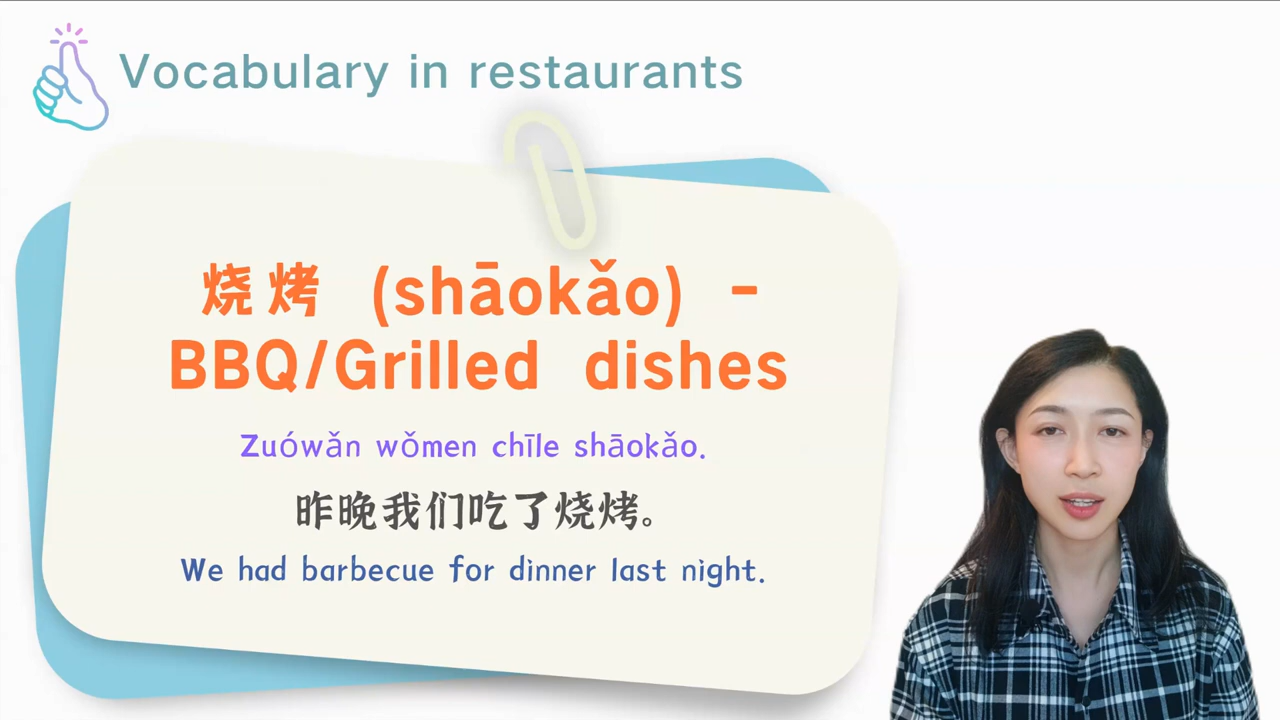 Vocabulary in restaurants
烧烤 (shāokǎo) -
BBQ/Grilled dishes
Zuówǎn wǒmen chīle shāokǎo.
昨晚我们吃了烧烤。
We had barbecue for dinner last night.